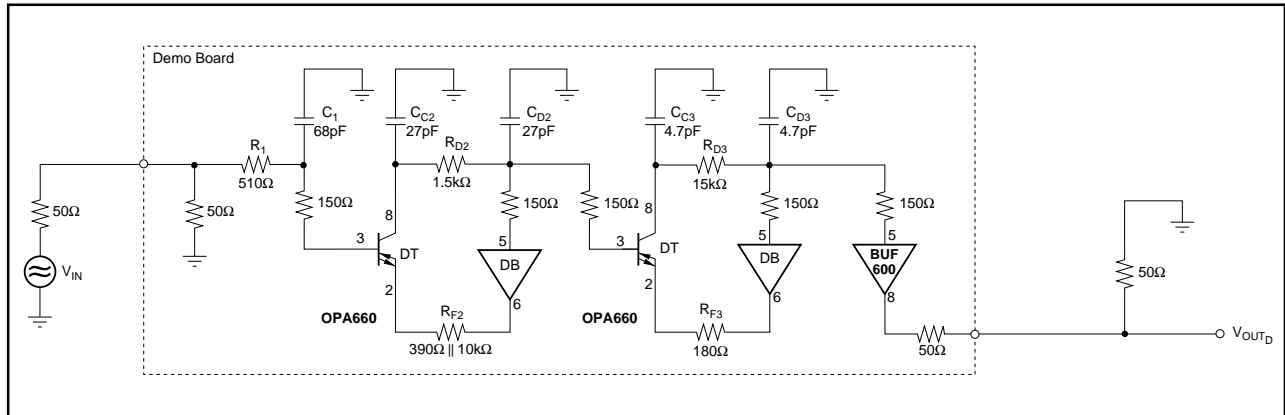 Demo Board
C1
68pF
CC2
27pF
CD2
27pF
CC3
4.7pF
CD3
4.7pF
R1
510Ω
RD2
1.5kΩ
RD3
15kΩ
50Ω
VIN
50Ω
150Ω
8
3
DT
2
OPA660
150Ω
5
DB
6
RF2
390Ω || 10kΩ
150Ω
8
3
DT
2
OPA660
150Ω
5
DB
6
RF3
180Ω
150Ω
5
BUF
600
8
50Ω
50Ω
VOUTD